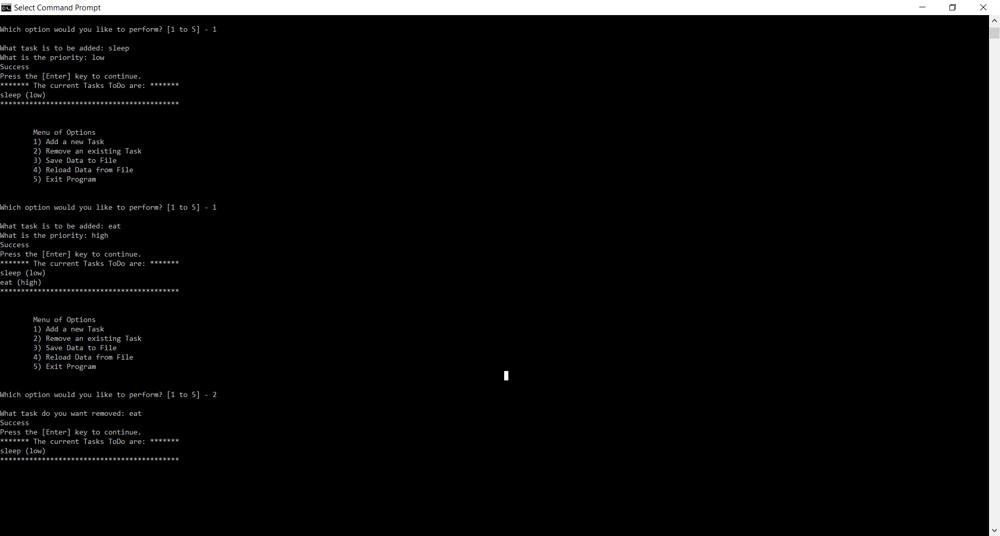 Select Command Prompt
Which option would you like to perform? [1 to 5] - 1
What task is to be added: sleep
What is the priority: low
Success
Press the [Enter] key to continue.
******* The current Tasks ToDo are: *******
sleep (low)
*******************************************
Menu of Options
1) Add a new Task
2) Remove an existing Task
3) Save Data to File
4) Reload Data from File
5) Exit Program
Which option would you like to perform? [1 to 5] - 1
What task is to be added: eat
What is the priority: high
Success
Press the [Enter] key to continue.
******* The current Tasks ToDo are: *******
sleep (low)
eat (high)
*******************************************
Menu of Options
1) Add a new Task
2) Remove an existing Task
3) Save Data to File
4) Reload Data from File
5) Exit Program
Which option would you like to perform? [1 to 5] - 2
What task do you want removed: eat
Success
Press the [Enter] key to continue.
******* The current Tasks ToDo are: *******
sleep (low)
*******************************************